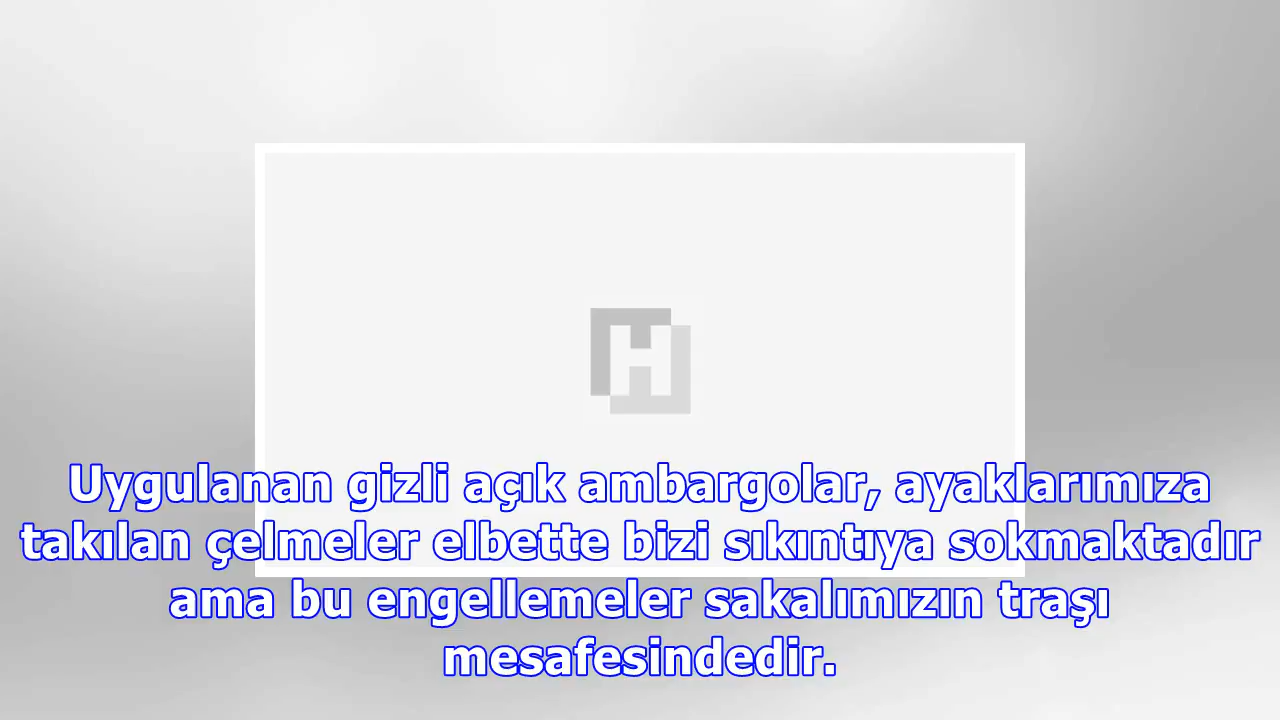 Uygulanan gizli açık ambargolar, ayaklarımıza
takılan çelmeler elbette bizi sıkıntıya sokmaktadır
ama bu engellemeler sakalımızın traşı
mesafesindedir.